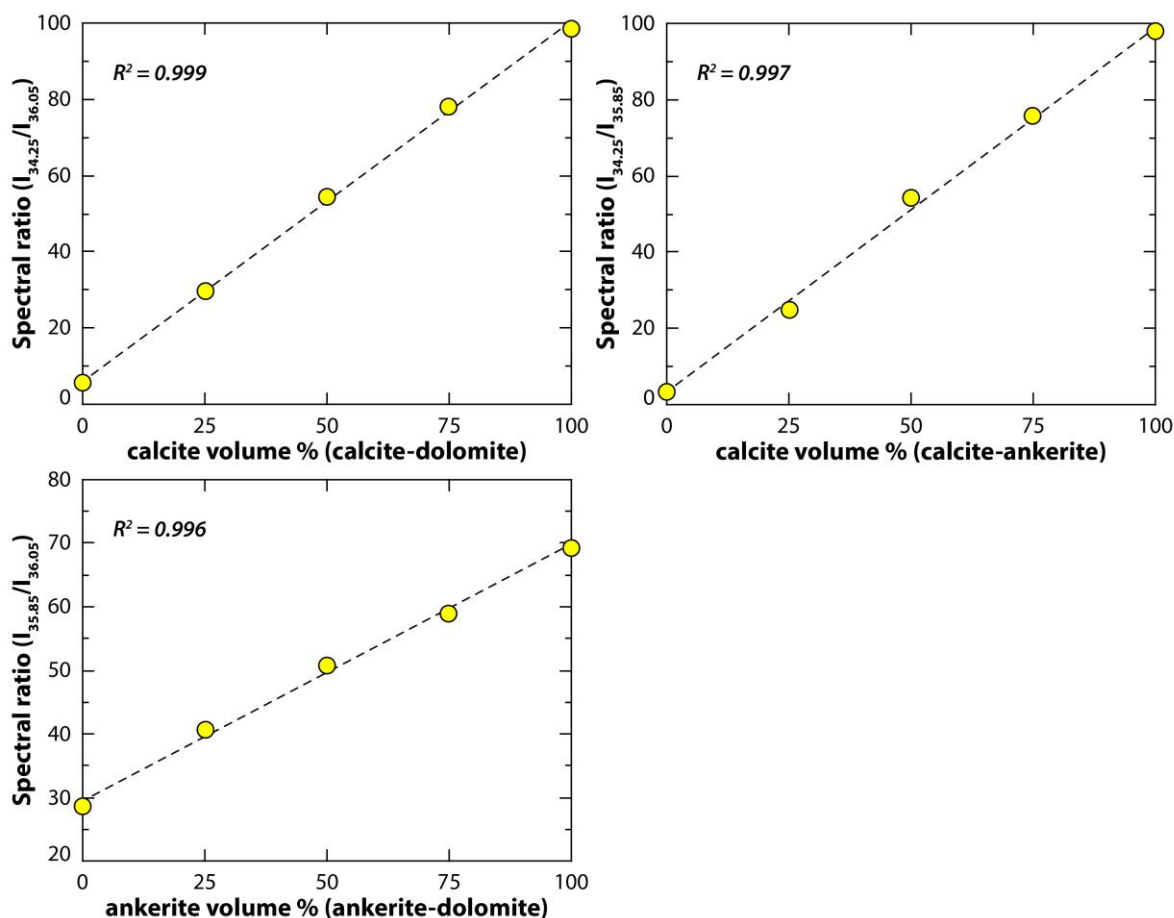 Spectral ratio (I34.25/I36.05)
R² = 0.999
100
80
60
40
20
0
0 25 50 75 100
calcite volume % (calcite-dolomite)
Spectral ratio (I34.25/I35.85)
R² = 0.997
100
80
60
40
20
0
0 25 50 75 100
calcite volume % (calcite-ankerite)
Spectral ratio (I35.85/I36.05)
R² = 0.996
80
70
60
50
40
30
20
0 25 50 75 100
ankerite volume % (ankerite-dolomite)